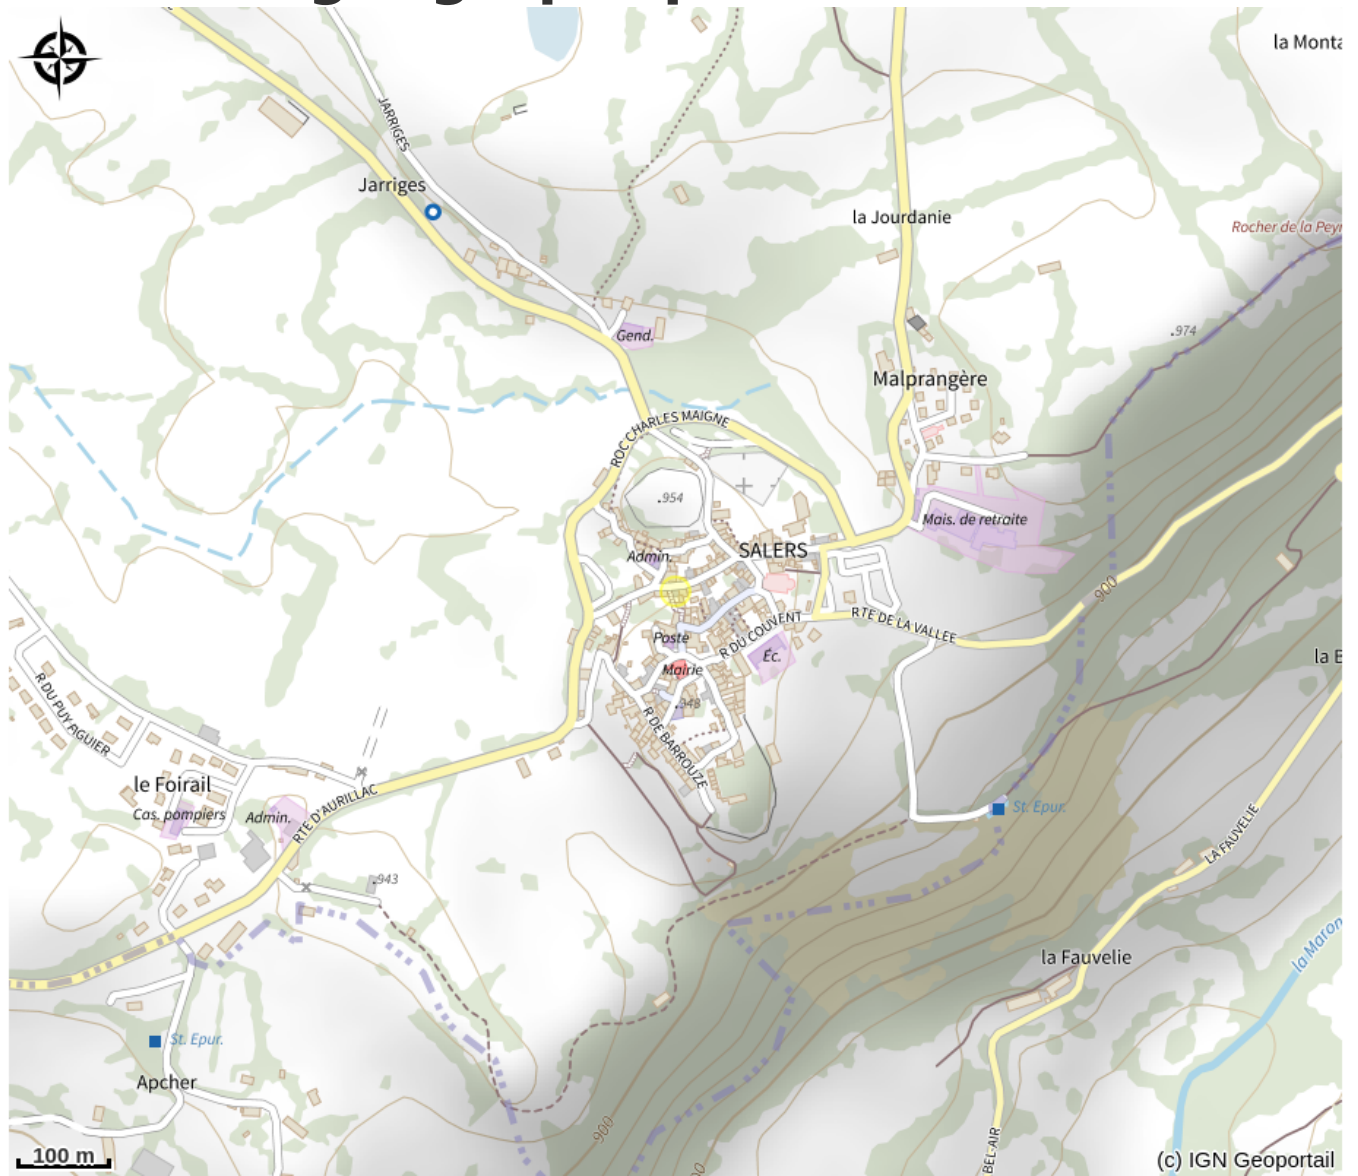 la Monta
JARRIGES
Jarriges
la Jourdanie
Rocher de la Peyr
.974
Gend.
Malprangère
ROC CHARLES MAIGNE
.954
Mais. de retraite
Admin.
SALERS
900
R DU COUVENT
RTE DE LA VALLEE
Poste
Éc.
la B
Mairie
R DU PUY AGUIER
.948
R DE BARROUZE
le Foirail
Cas. pompiers
Admin.
RTE D'AURILLAC
St. Epur.
LA FAUVELIE
.943
la Maron
la Fauvelie
St. Epur.
Apcher
900
BEL-AIR
100 m
(c) IGN Geoportail